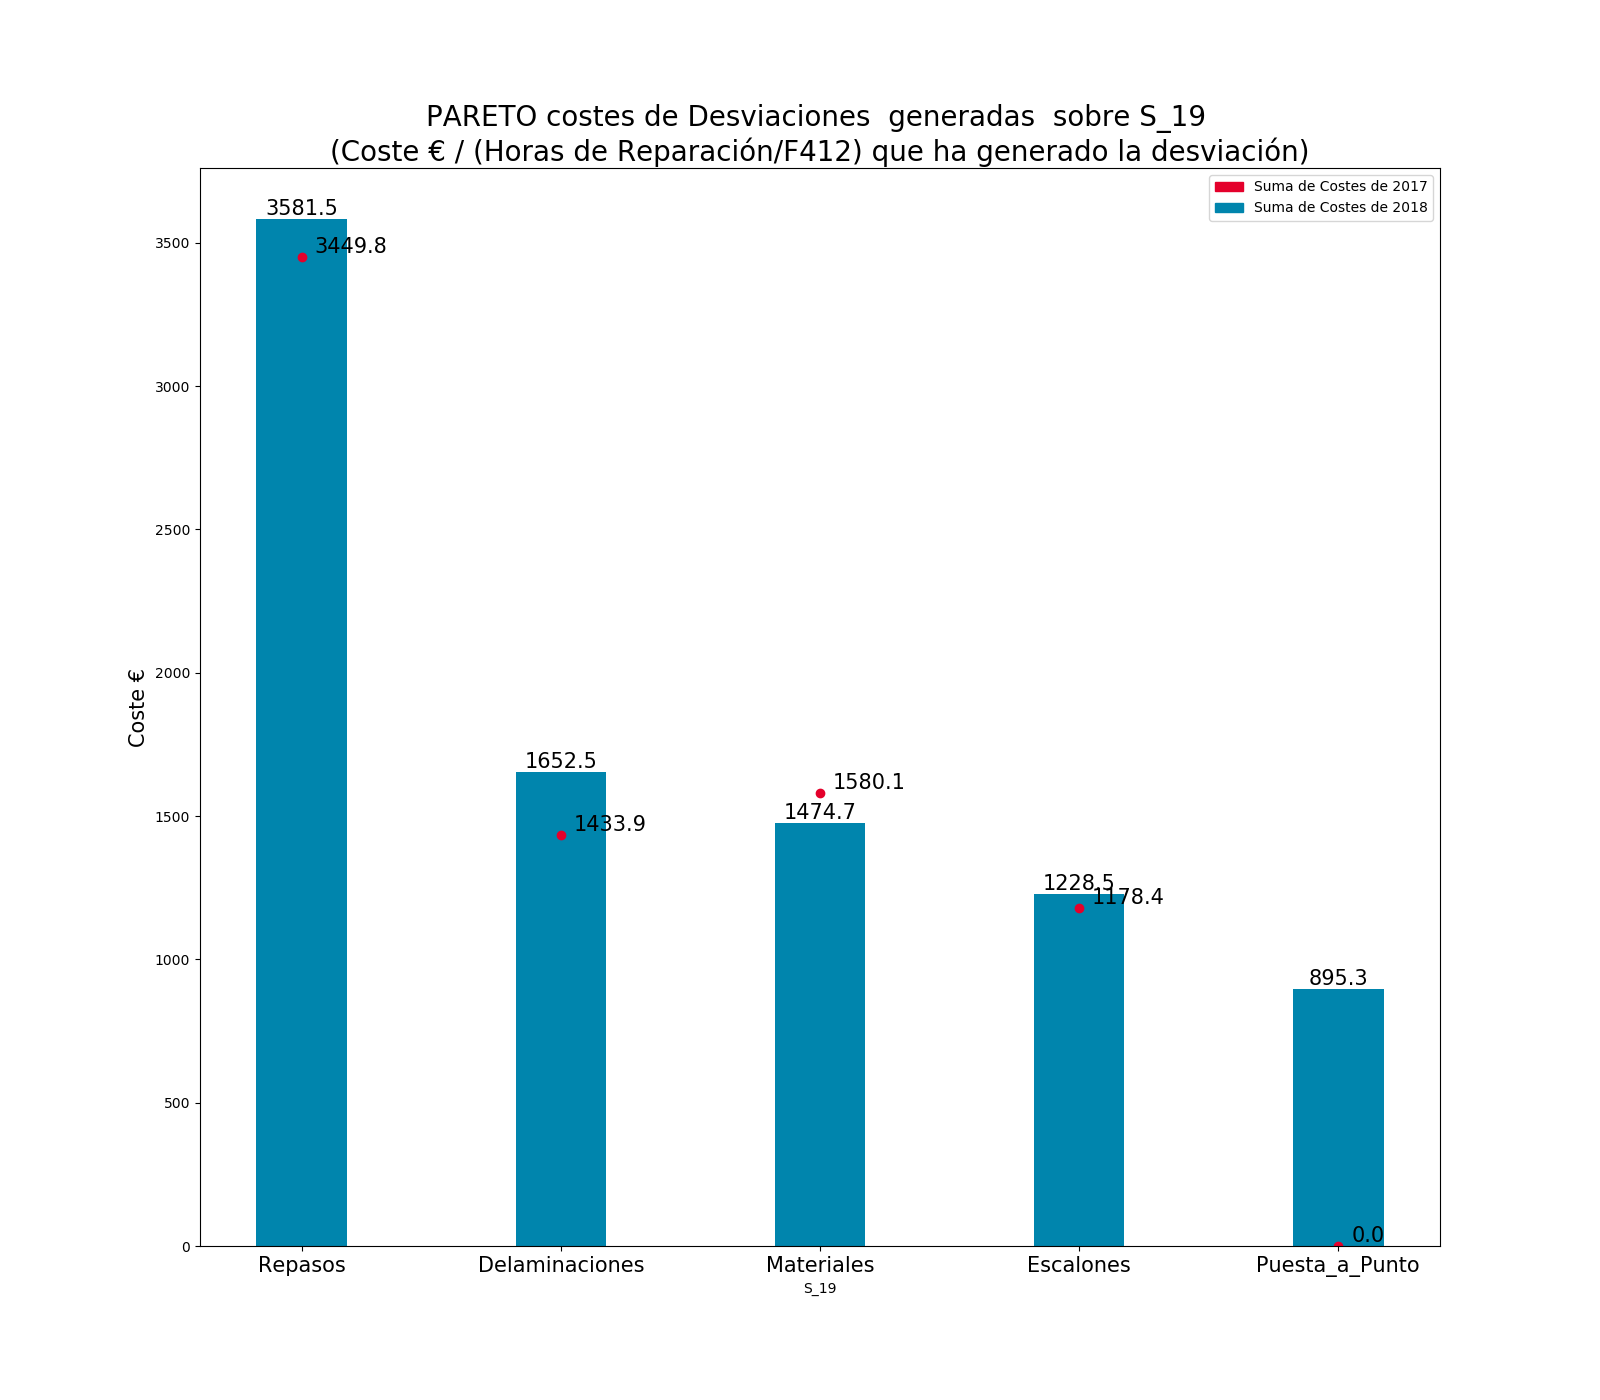 PARETO costes de Desviaciones  generadas  sobre S_19
(Coste € / (Horas de Reparación/F412) que ha generado la desviación)
Suma de Costes de 2017
Suma de Costes de 2018
Coste €
3500
3000
2500
2000
1500
1000
500
0
3581.5
3449.8
1652.5
1433.9
1580.1
1474.7
1228.5
1178.4
895.3
0.0
Repasos
Delaminaciones
Materiales
Escalones
Puesta_a_Punto
S_19